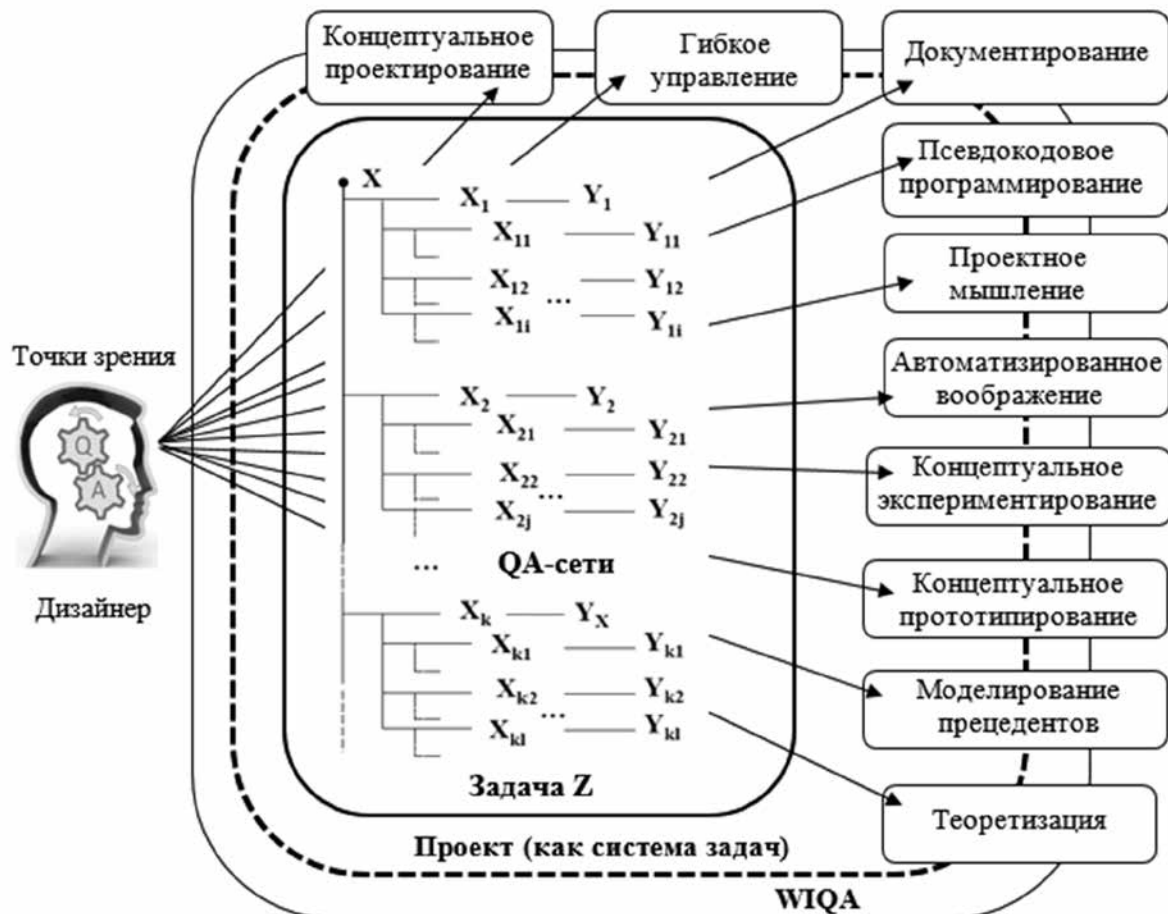 Концептуальное
проектирование
Гибкое
управление
Документирование
Псевдокодовое
программирование
Проектное
мышление
Автоматизированное
воображение
Концептуальное
экспериментирование
Концептуальное
прототипирование
Моделирование
прецедентов
Теоретизация
Точки зрения
Q
A
Дизайнер
X
X1 Y1
X11 Y11
X12 Y12
...
X1i Y1i
X2 Y2
X21 Y21
X22 Y22
...
X2j Y2j
... QA-сети
Xk YX
Xk1 Yk1
Xk2 Yk2
...
Xkl Ykl
Задача Z
Проект (как система задач)
WIQA